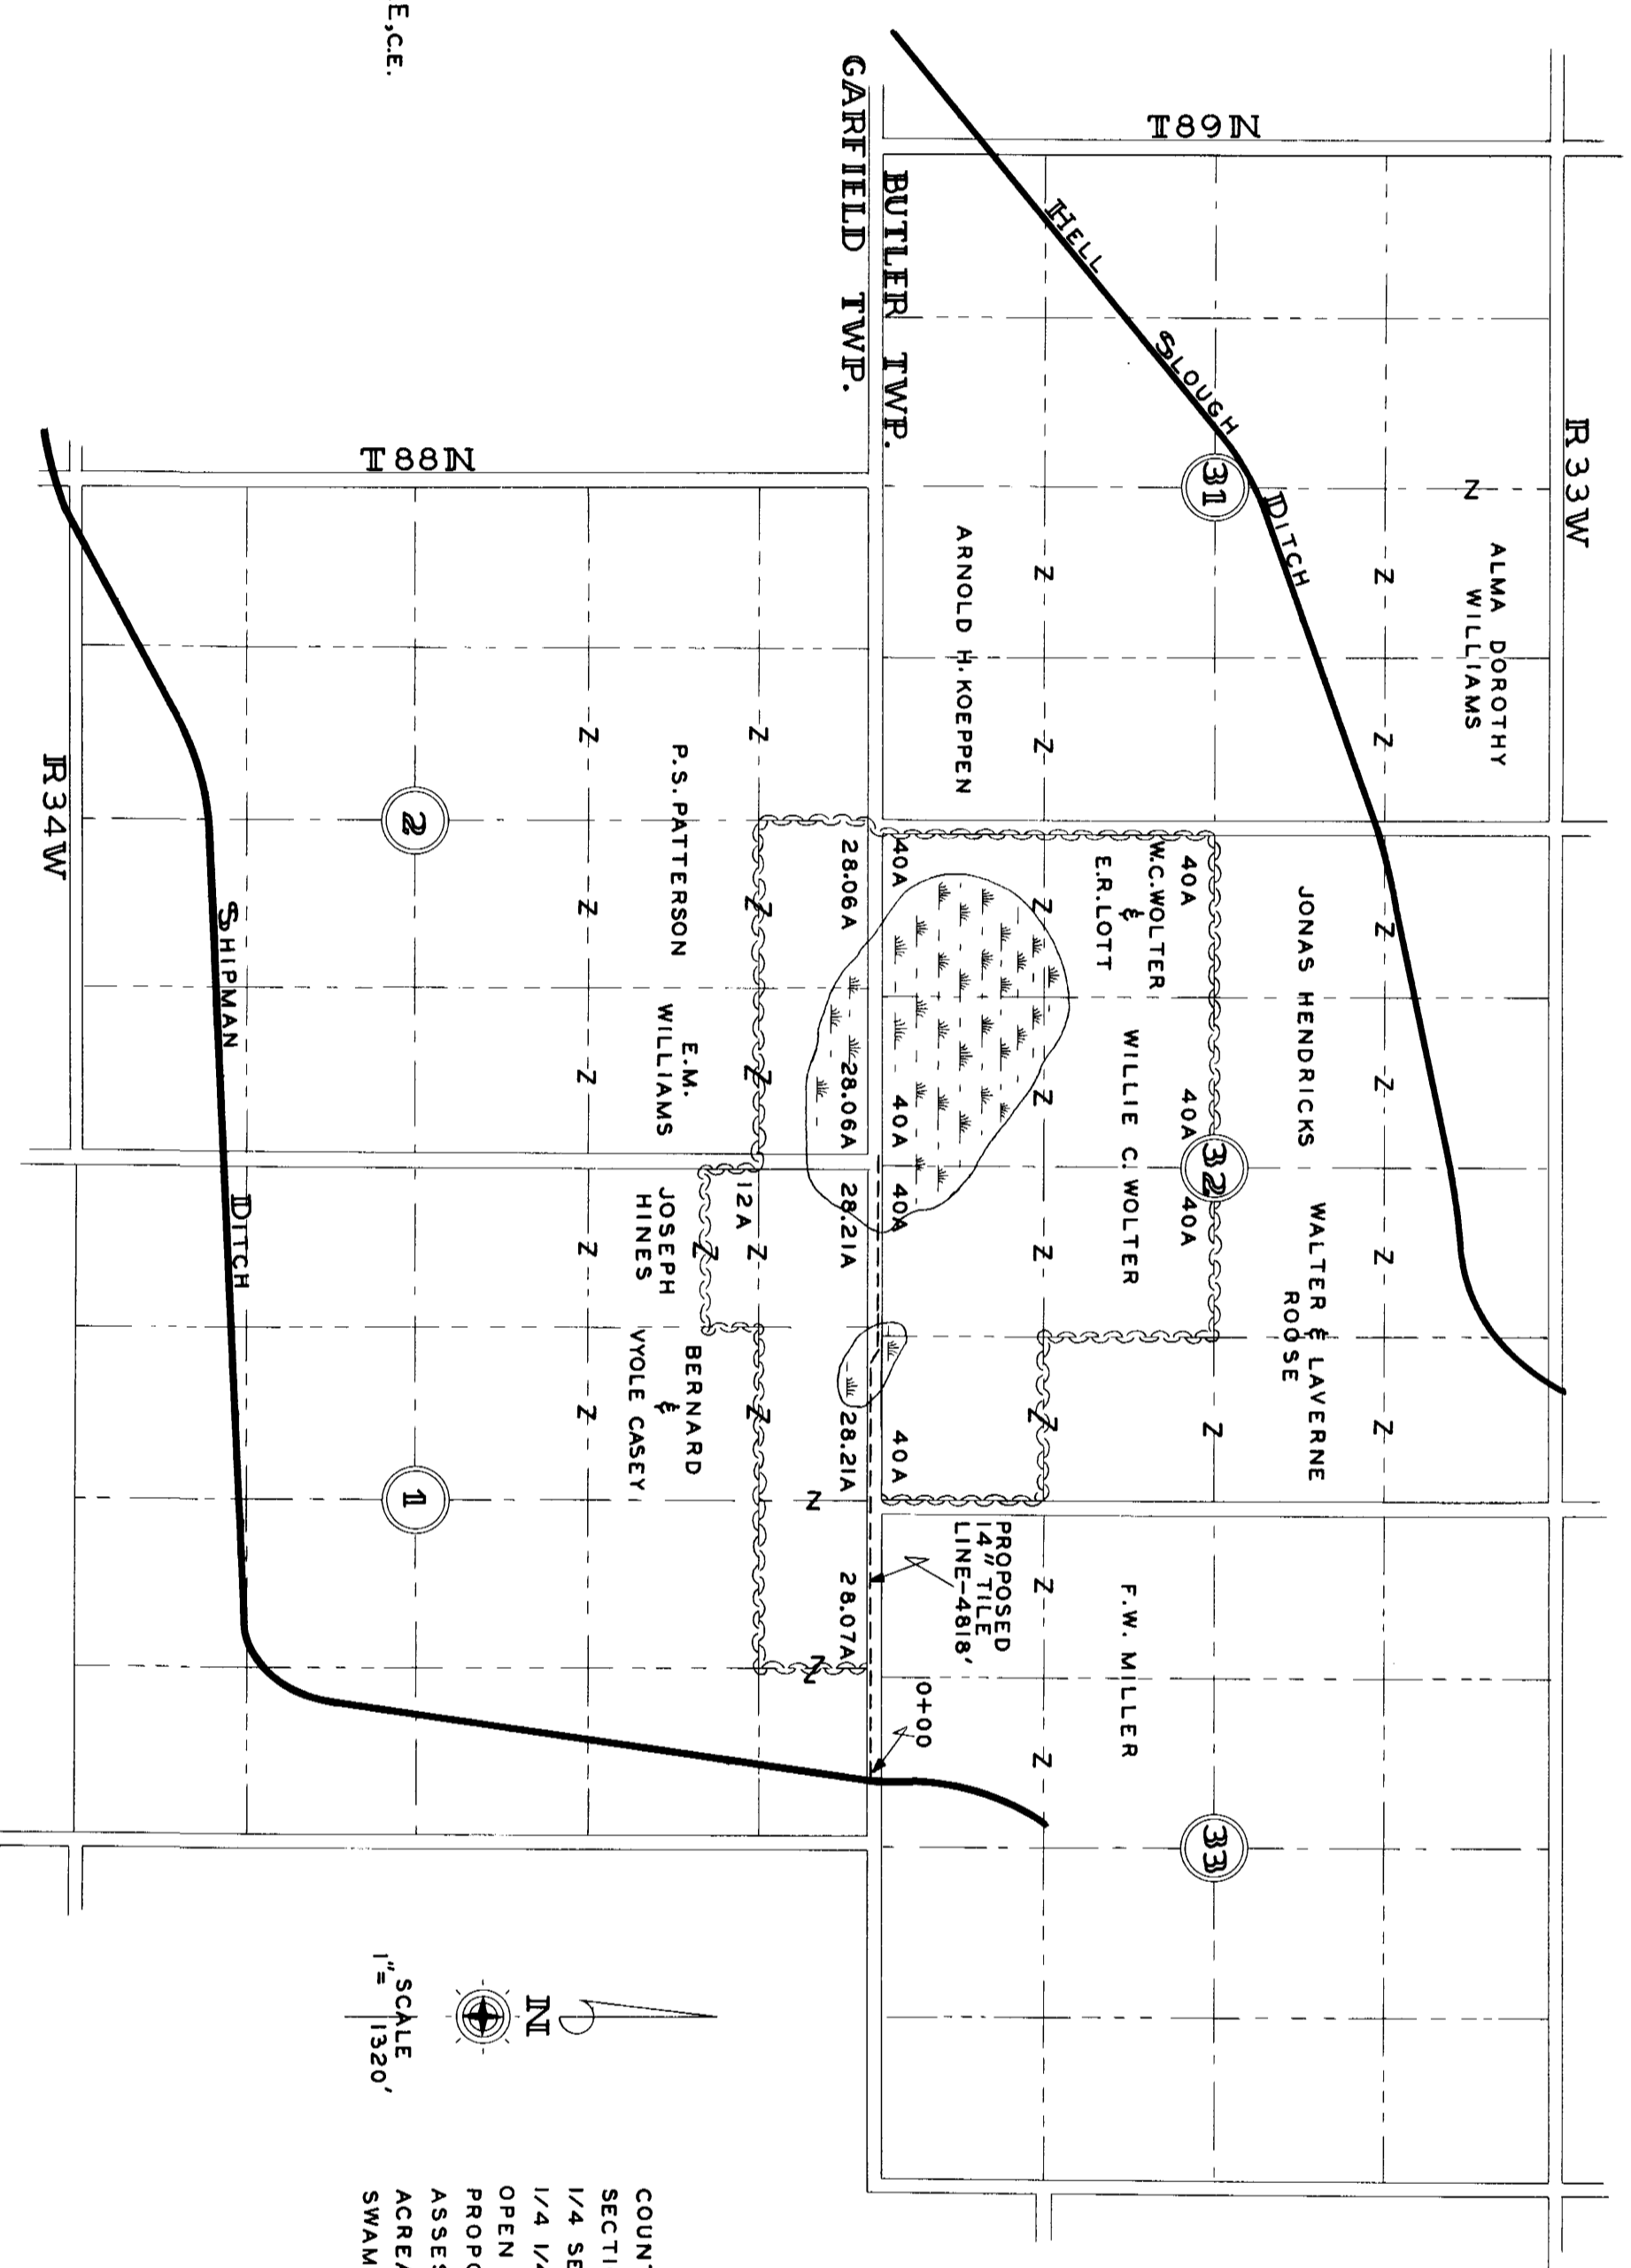 E,C.E.
T89N
R33W
GARFIELD TWP.
BUTLER TWP.
HELL SLOUGH DITCH
31
Z
ALMA DOROTHY
WILLIAMS
Z
Z
Z
Z
ARNOLD H. KOEPPEN
JONAS HENDRICKS
WALTER & LAVERNE
ROOSE
Z
Z
Z
Z
32
Z
40A
40A
40A
W.C.WOLTER
&
E.R.LOTT
WILLIE C. WOLTER
Z
Z
Z
Z
40A
40A
40A
40A
F.W. MILLER
33
Z
Z
PROPOSED
14" TILE
LINE-4818'
0+00
T88N
R34W
28.06A
28.06A
28.21A
28.21A
28.07A
Z
Z
Z
Z
Z
Z
Z
12A
Z
P.S. PATTERSON
E.M.
WILLIAMS
JOSEPH
HINES
BERNARD
&
VYOLE CASEY
Z
Z
Z
Z
Z
2
1
SHIPMAN DITCH
N
SCALE
1"= 1320'
COUN
SECTI
1/4 SE
1/4 1/4
OPEN
PROPO
ASSES
ACREA
SWAM